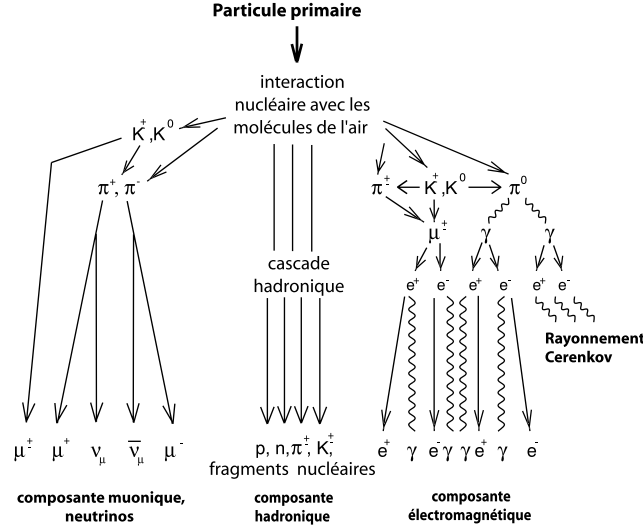 Particule primaire
interaction
nucléaire avec les
molécules de l'air
K±,K⁰
π⁺, π⁻
π± K±,K⁰ π⁰
μ± γ γ
e⁺ e⁻ e⁺ e⁻ e⁺ e⁻
cascade
hadronique
Rayonnement
Cerenkov
μ± μ⁺ νμ ν̅μ μ⁻
p, n,π±, K±,
fragments nucléaires
e⁺ γ e⁻ γ γ e⁺ γ e⁻
composante muonique,
neutrinos
composante
hadronique
composante
électromagnétique